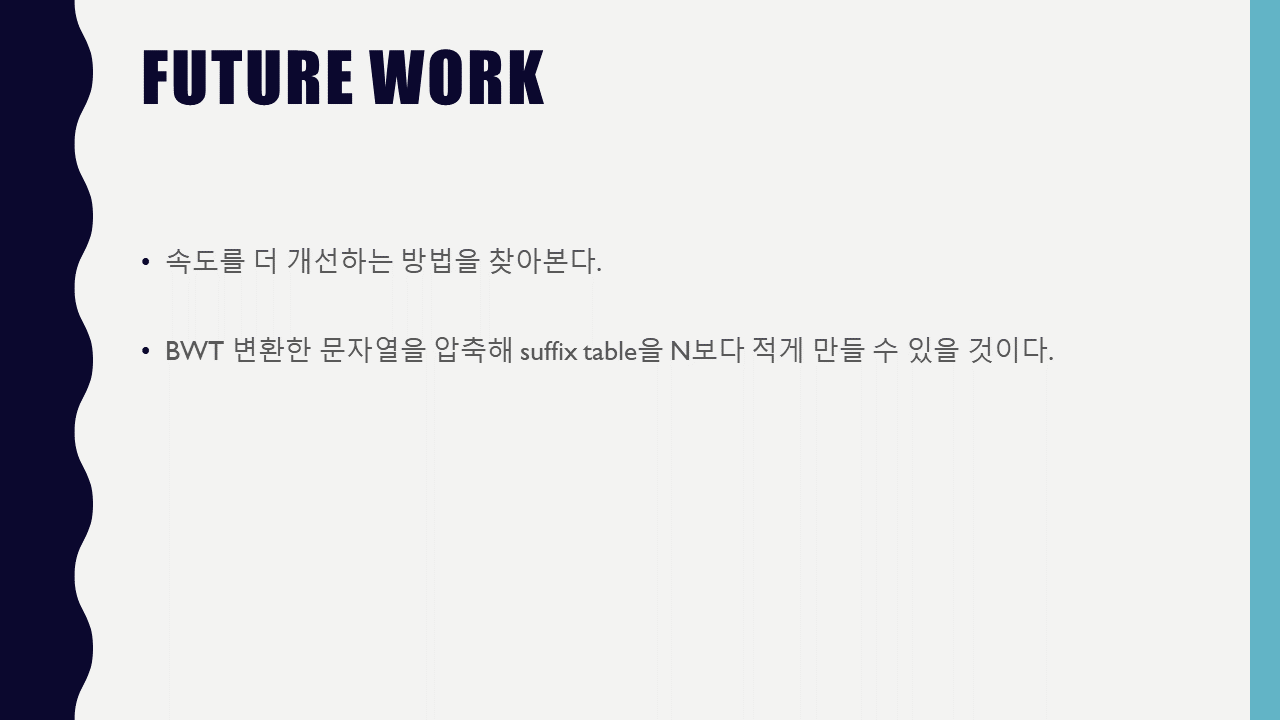 FUTURE WORK
• 속도를 더 개선하는 방법을 찾아본다.
• BWT 변환한 문자열을 압축해 suffix table을 N보다 적게 만들 수 있을 것이다.